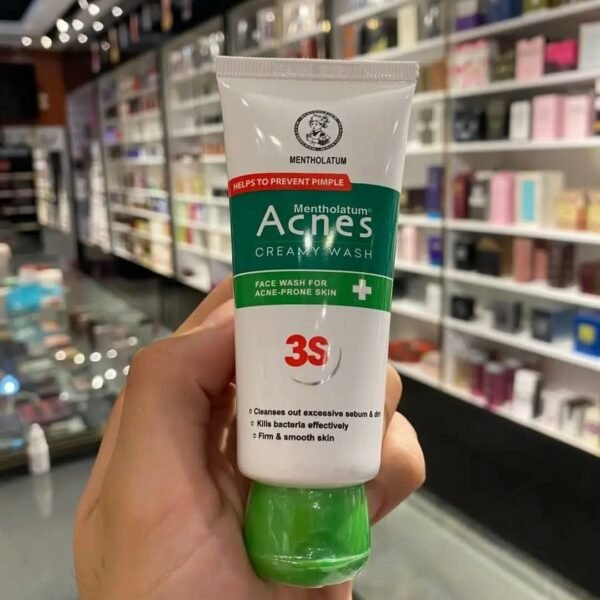 MENTHOLATUM
HELPS TO PREVENT PIMPLE
Mentholatum®
Acnes
CREAMY WASH
FACE WASH FOR
ACNE-PRONE SKIN
3S
Cleanses out excessive sebum &
Kills bacteria effectively
Firm & smooth skin